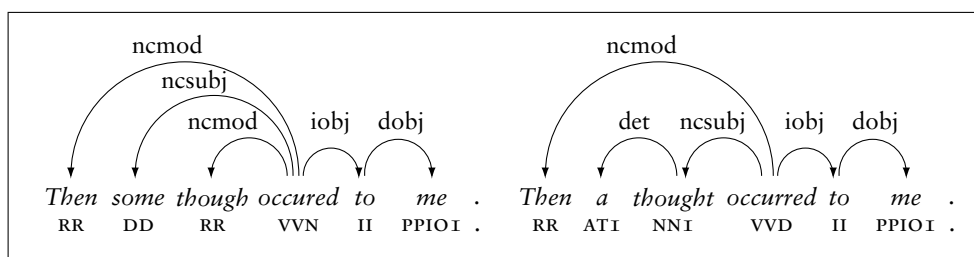 ncmod ncmod
ncsubj
ncmod iobj dobj det ncsubj iobj dobj
Then some though occured to me . Then a thought occurred to me .
RR DD RR VVN II PPIO1 . RR AT1 NN1 VVD II PPIO1 .